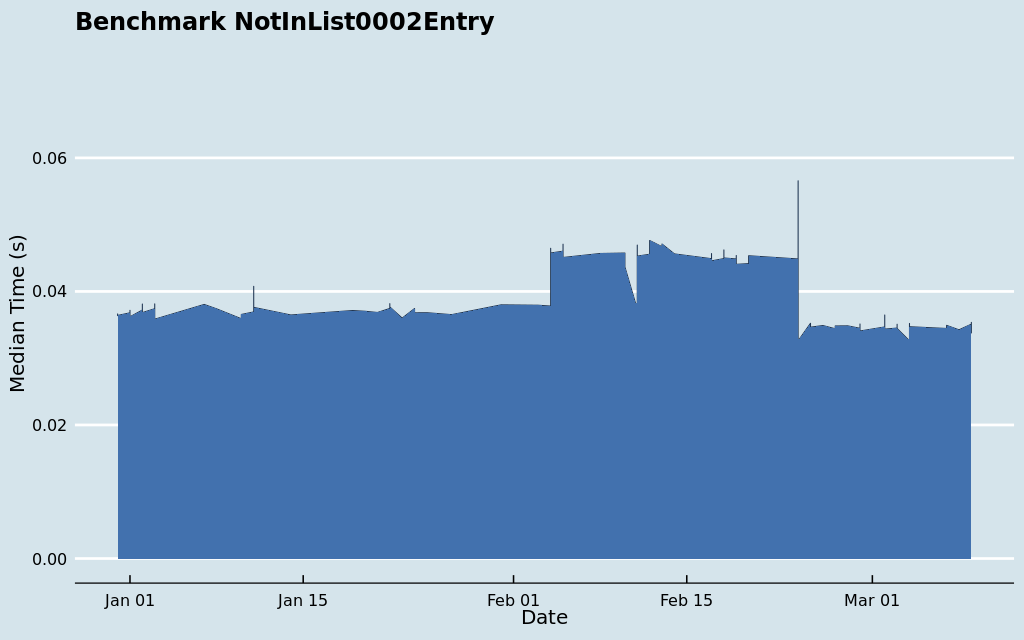 Benchmark NotInList0002Entry
0.06
0.04
0.02
0.00
Median Time (s)
Jan 01
Jan 15
Feb 01
Feb 15
Mar 01
Date